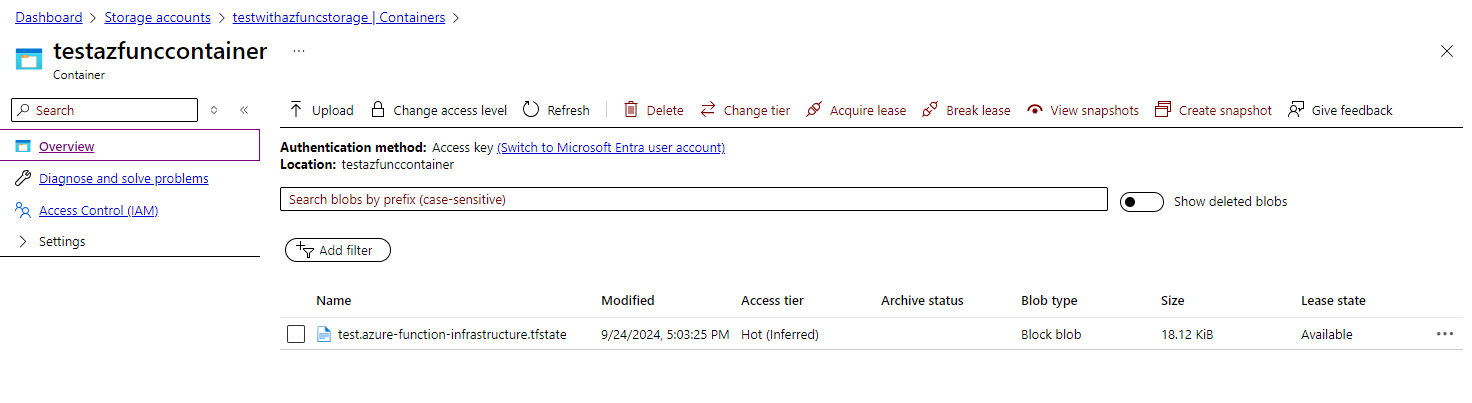 Dashboard > Storage accounts > testwithazfuncstorage | Containers >
testazfunccontainer ...
Container
Search
Overview
Diagnose and solve problems
Access Control (IAM)
Settings
Upload Change access level Refresh Delete Change tier Acquire lease Break lease View snapshots Create snapshot Give feedback
Authentication method: Access key (Switch to Microsoft Entra user account)
Location: testazfunccontainer
Search blobs by prefix (case-sensitive)
Show deleted blobs
Add filter
Name Modified Access tier Archive status Blob type Size Lease state
test.azure-function-infrastructure.tfstate 9/24/2024, 5:03:25 PM Hot (Inferred) Block blob 18.12 KiB Available ...